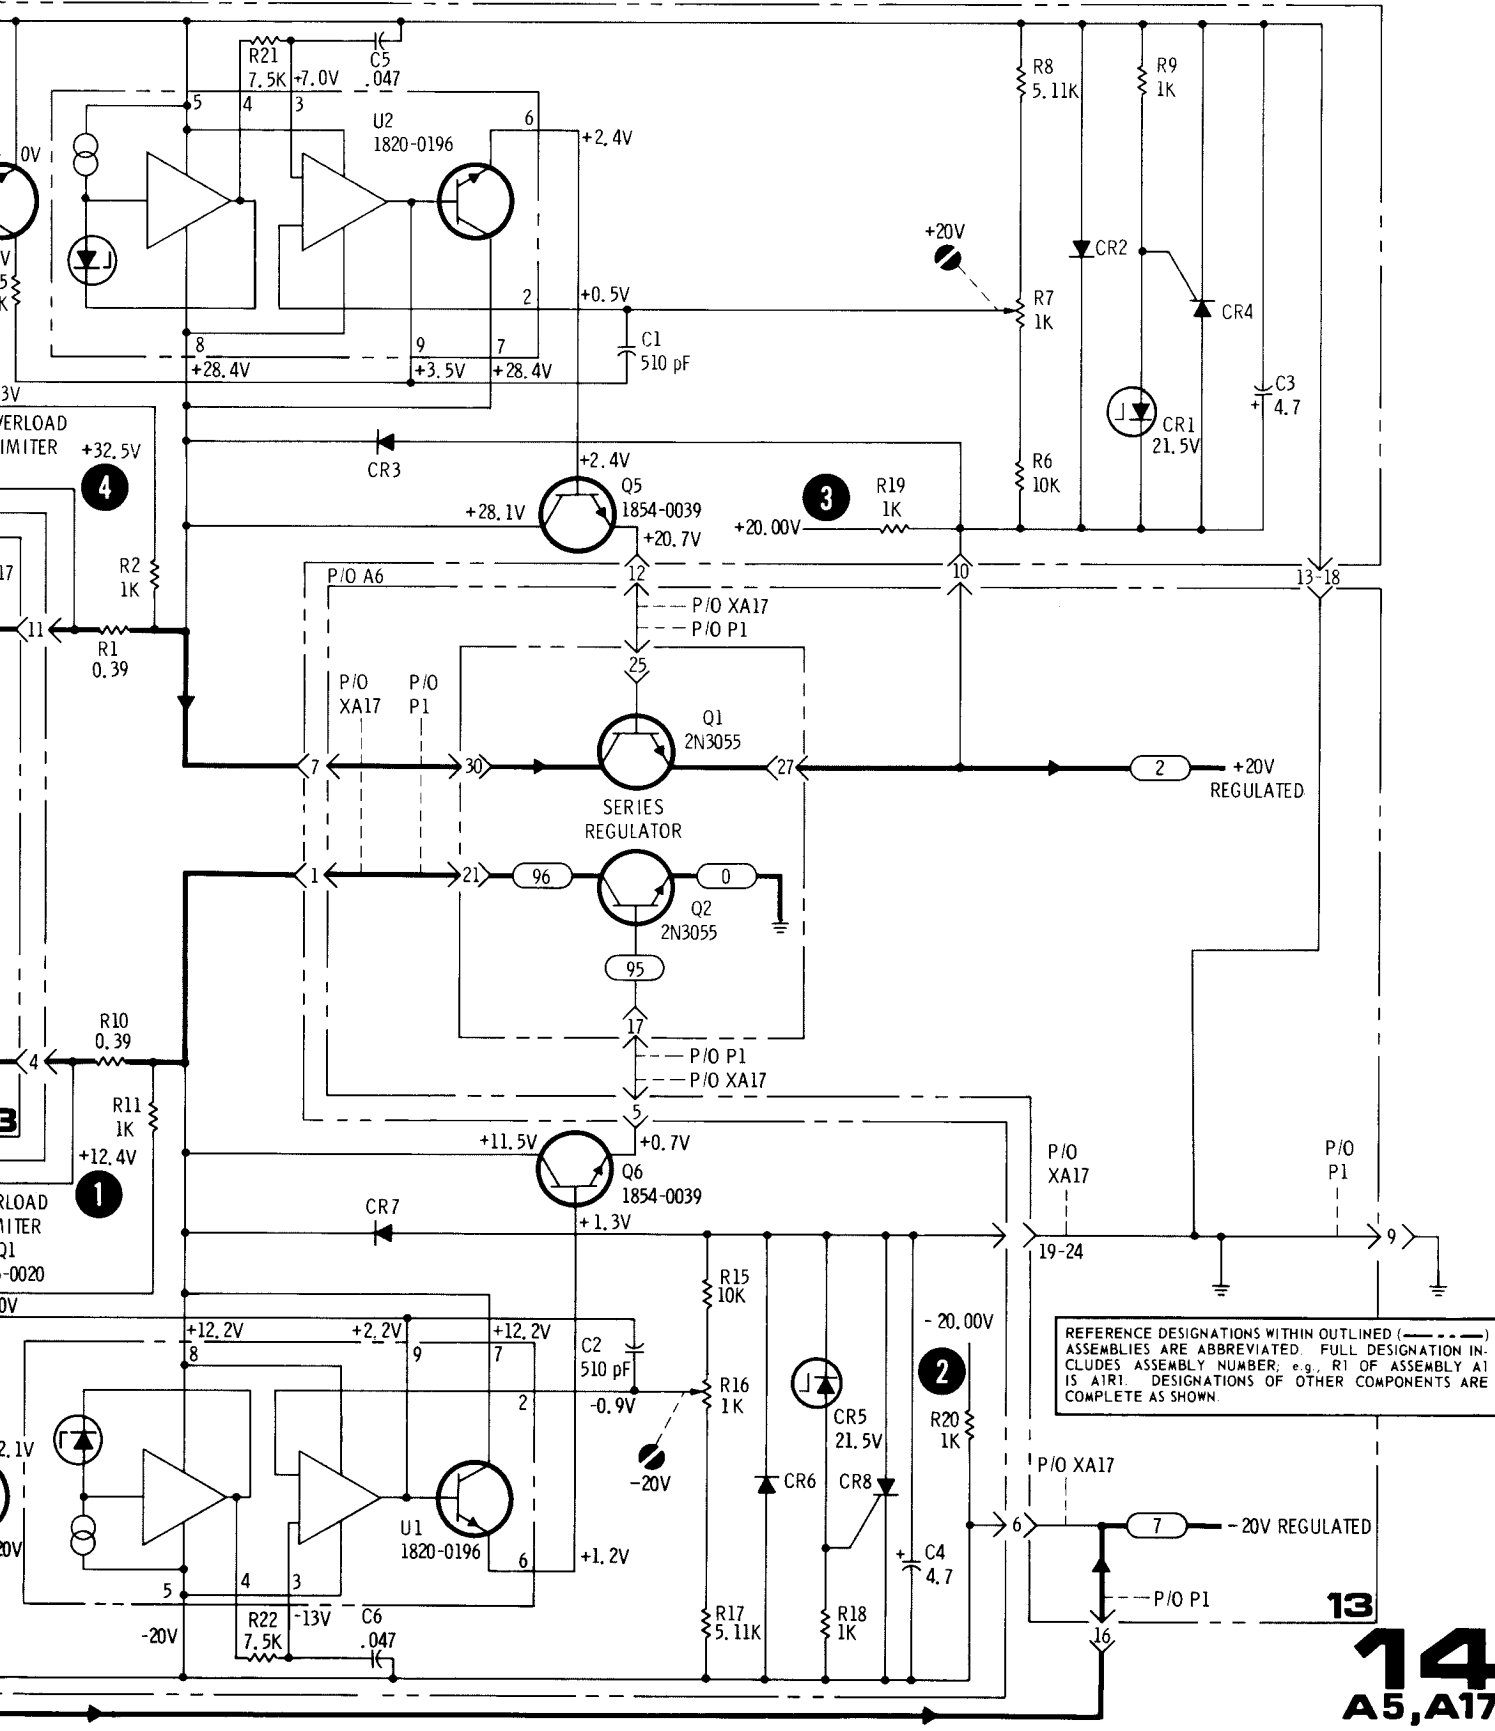 R21
7.5K
+7.0V
C5
.047
5
4
3
U2
1820-0196
6
+2.4V
R8
5.11K
R9
1K
0V
+20V
CR2
2
+0.5V
R7
1K
CR4
8
+28.4V
9
+3.5V
7
+28.4V
C1
510 pF
CR1
21.5V
C3
+ 4.7
3V
+32.5V
4
CR3
+2.4V
Q5
1854-0039
+28.1V
+20.7V
3
R19
1K
+20.00V
R6
10K
R2
1K
P/O A6
12
10
13-18
P/O XA17
P/O P1
11
R1
0.39
25
P/O
XA17
P/O
P1
Q1
2N3055
7
30
27
2
+20V
REGULATED
SERIES
REGULATOR
1
21
96
0
Q2
2N3055
95
R10
0.39
17
4
P/O P1
P/O XA17
R11
1K
5
+12.4V
1
+11.5V
+0.7V
Q6
1854-0039
P/O
XA17
P/O
P1
CR7
+1.3V
19-24
9
R15
10K
-20.00V
2
+12.2V
8
+2.2V
9
+12.2V
7
C2
510 pF
2
-0.9V
R16
1K
-20V
CR5
21.5V
R20
1K
REFERENCE DESIGNATIONS WITHIN OUTLINED (—--—)
ASSEMBLIES ARE ABBREVIATED. FULL DESIGNATION IN-
CLUDES ASSEMBLY NUMBER; e.g., R1 OF ASSEMBLY A1
IS A1R1. DESIGNATIONS OF OTHER COMPONENTS ARE
COMPLETE AS SHOWN.
CR6
CR8
P/O XA17
U1
1820-0196
6
+1.2V
6
7
-20V REGULATED
+ C4
4.7
5
4
3
R22
7.5K
-13V
C6
.047
R17
5.11K
R18
1K
P/O P1
-20V
16
13
14
A5,A17